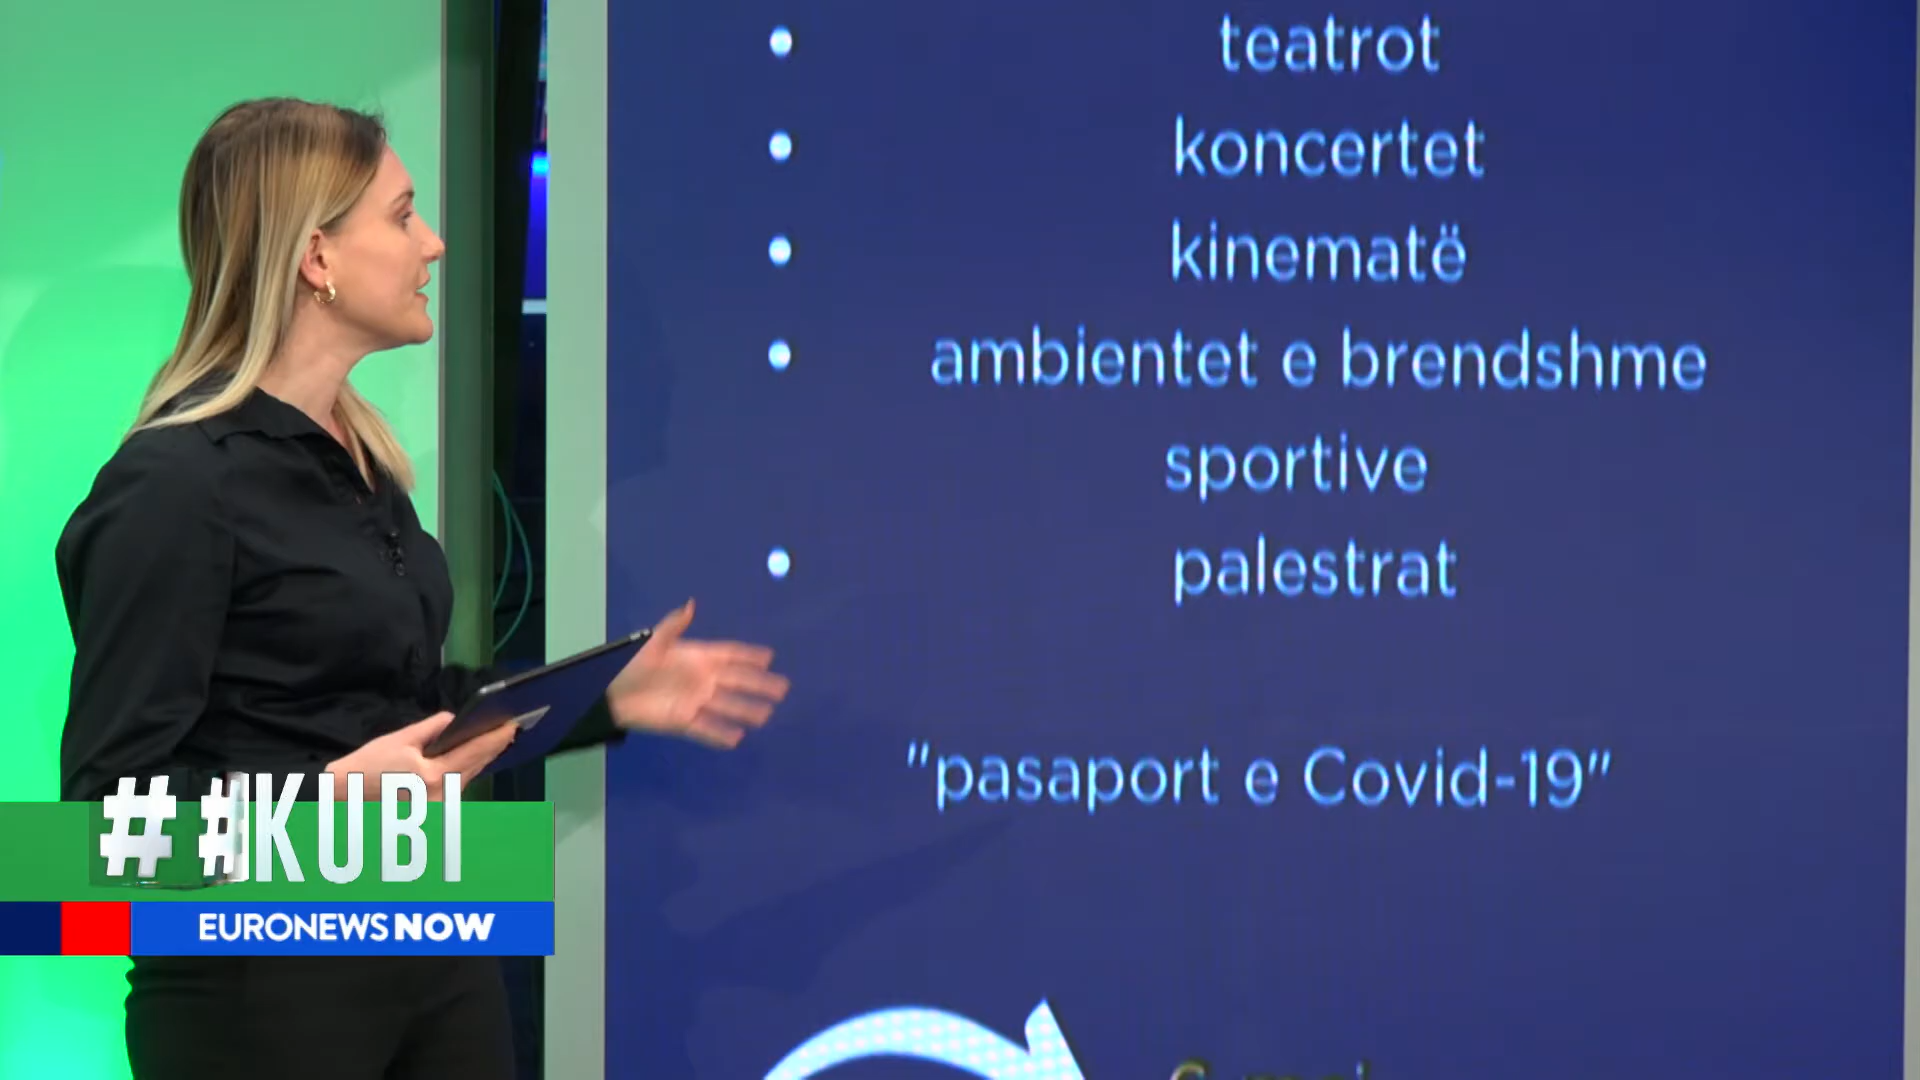 teatrot
koncertet
kinematë
ambientet e brendshme
sportive
palestrat
"pasaport e Covid-19"
# #KUBI
EURONEWS NOW